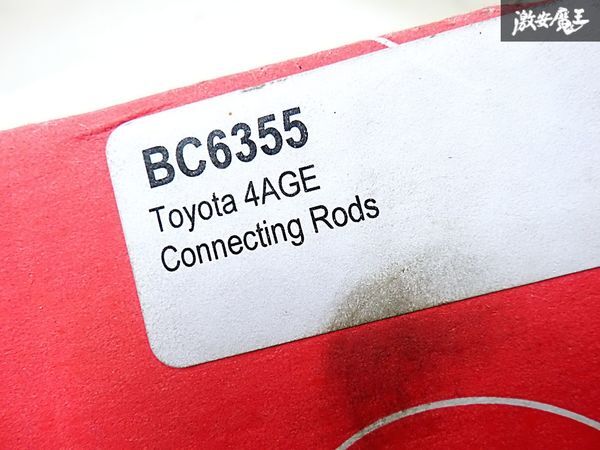 激安魔王
BC6355
Toyota 4AGE
Connecting Rods